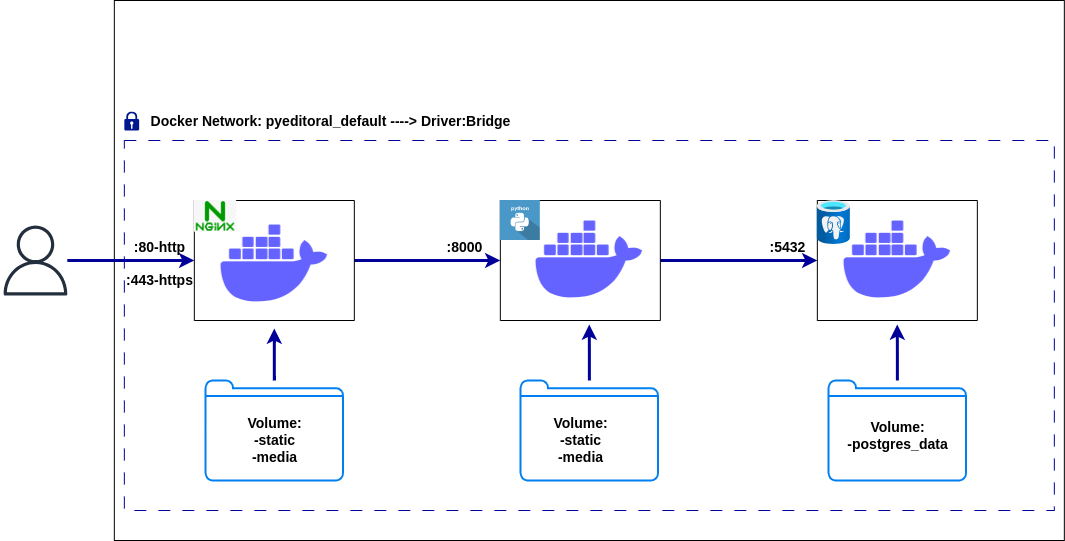 Docker Network: pyeditoral_default ----> Driver:Bridge
NGINX
python
:80-http
:443-https
:8000
:5432
Volume:
-static
-media
Volume:
-static
-media
Volume:
-postgres_data